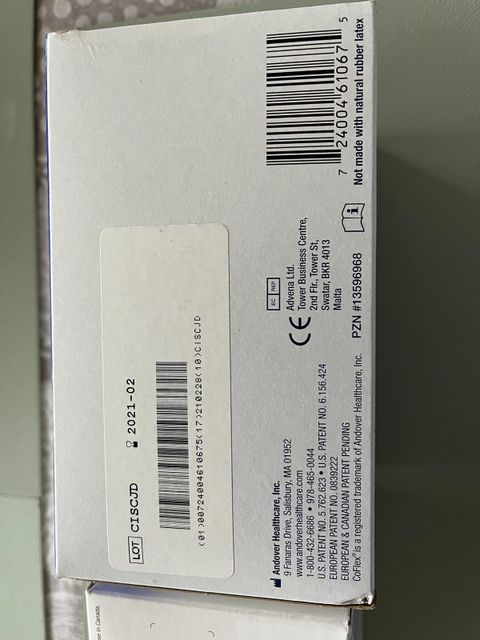 LOT CISCJD 2021-02
(01)00724004610675(17)210228(10)CISCJD
Andover Healthcare, Inc.
9 Fanaras Drive, Salisbury, MA 01952
www.andoverhealthcare.com
1-800-432-6686 • 978-465-0044
U.S. PATENT NO. 5.762.623 • U.S. PATENT NO. 6.156.424
EUROPEAN PATENT NO. 0839222
EUROPEAN & CANADIAN PATENT PENDING
CoFlex® is a registered trademark of Andover Healthcare, Inc.
CE
EC REP
Advena Ltd.
Tower Business Centre,
2nd Flr., Tower St,
Swatar, BKR 4013
Malta
PZN #13596968
7 24004 61067 5
Not made with natural rubber latex
se in Canada.